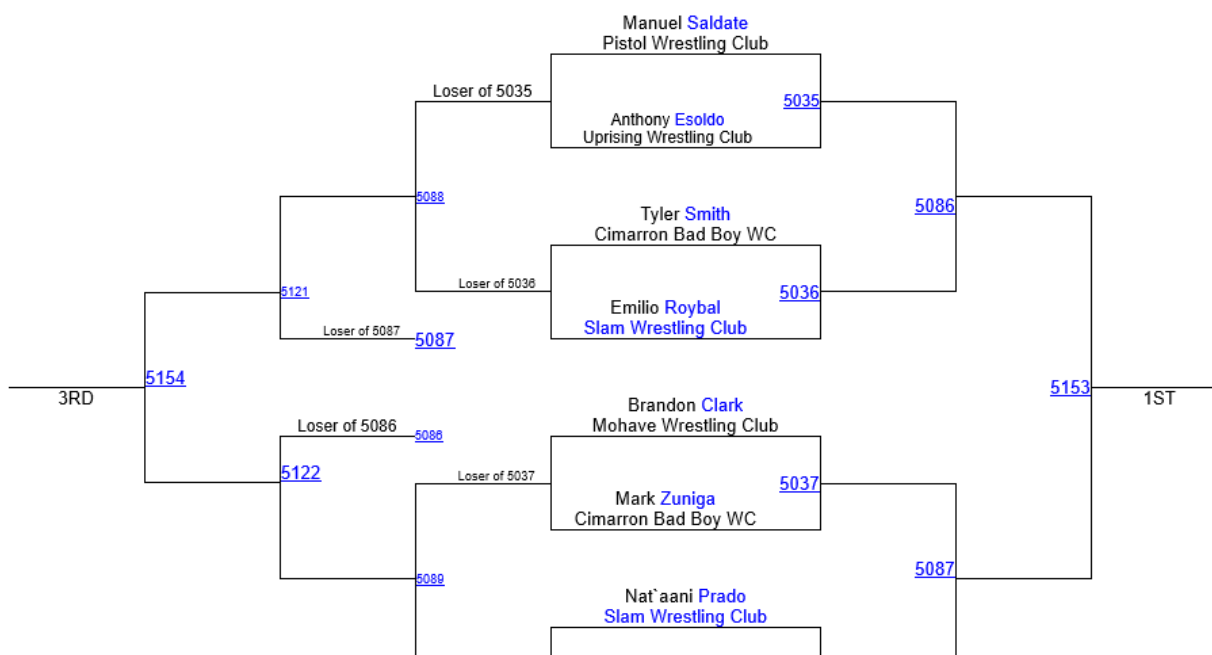 Manuel Saldate
Pistol Wrestling Club
Loser of 5035
5035
Anthony Esoldo
Uprising Wrestling Club
5088
5086
Tyler Smith
Cimarron Bad Boy WC
Loser of 5036
5036
5121
Emilio Roybal
Slam Wrestling Club
Loser of 5087
5087
5154
3RD
5153
1ST
Brandon Clark
Mohave Wrestling Club
Loser of 5086
5086
5122
Loser of 5037
5037
Mark Zuniga
Cimarron Bad Boy WC
5089
5087
Nat`aani Prado
Slam Wrestling Club